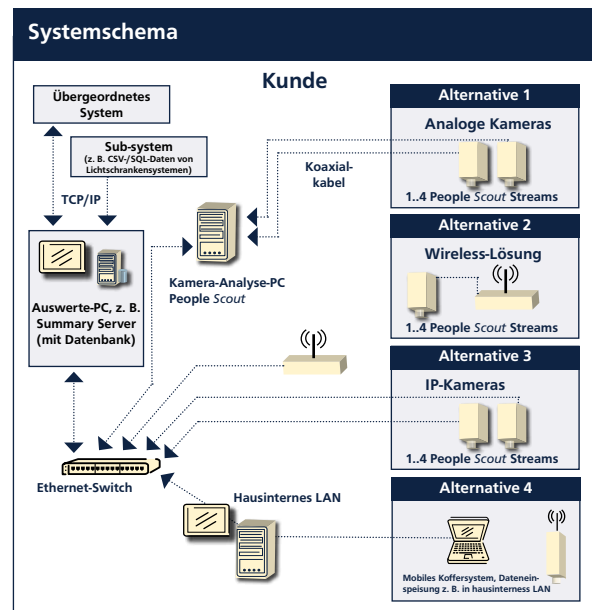 Systemschema
Kunde
Übergeordnetes
System
Sub-system
(z. B. CSV-/SQL-Daten von
Lichtschrankensystemen)
TCP/IP
Auswerte-PC, z. B.
Summary Server
(mit Datenbank)
Kamera-Analyse-PC
People Scout
Koaxial-
kabel
Ethernet-Switch
Hausinternes LAN
Alternative 1
Analoge Kameras
1..4 People Scout Streams
Alternative 2
Wireless-Lösung
1..4 People Scout Streams
Alternative 3
IP-Kameras
1..4 People Scout Streams
Alternative 4
Mobiles Koffersystem, Datenein-
speisung z. B. in hausinterness LAN